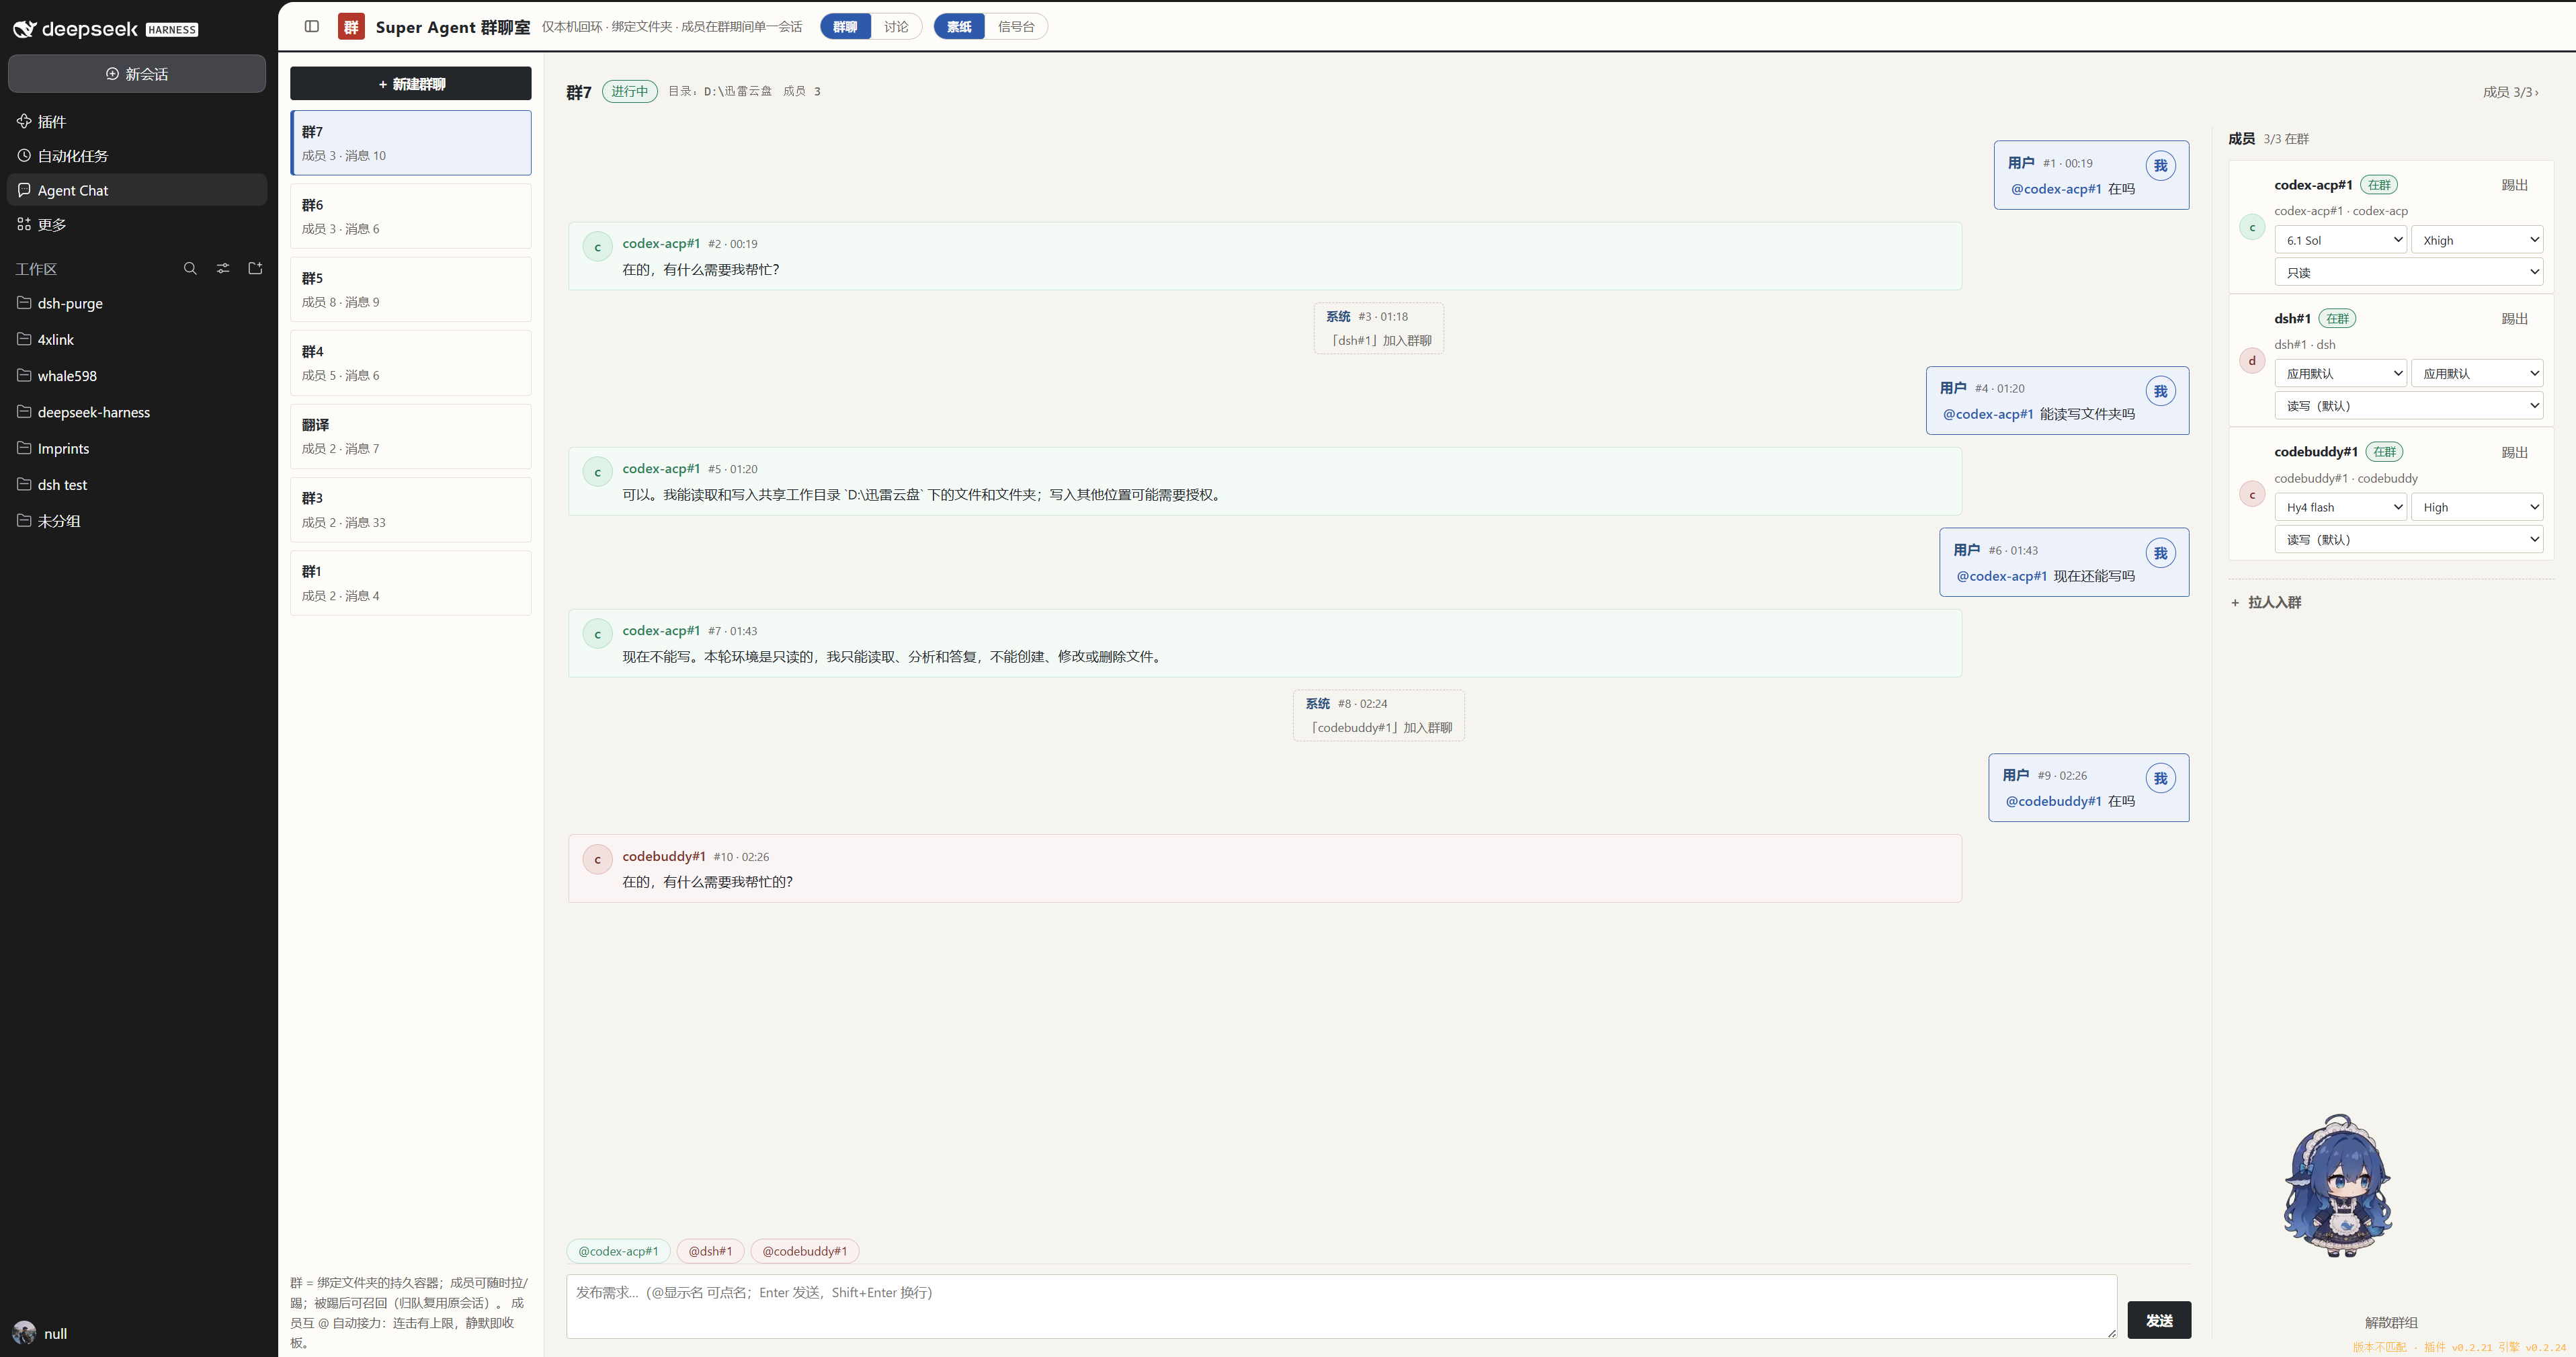 deepseek HARNESS
新会话
插件
自动化任务
Agent Chat
更多
工作区
dsh-purge
4xlink
whale598
deepseek-harness
Imprints
dsh test
未分组
null
群 Super Agent 群聊室 仅本机回环 · 绑定文件夹 · 成员在群期间单一会话 群聊 讨论 素纸 信号台
+ 新建群聊
群7
成员 3 · 消息 10
群6
成员 3 · 消息 6
群5
成员 8 · 消息 9
群4
成员 5 · 消息 6
翻译
成员 2 · 消息 7
群3
成员 2 · 消息 33
群1
成员 2 · 消息 4
群 = 绑定文件夹的持久容器；成员可随时拉/
踢；被踢后可召回（归队复用原会话）。 成
员互 @ 自动接力：连击有上限，静默即收
板。
群7 进行中 目录: D:\迅雷云盘 成员 3
成员 3/3 ›
用户 #1 · 00:19 我
@codex-acp#1 在吗
c codex-acp#1 #2 · 00:19
在的，有什么需要我帮忙？
系统 #3 · 01:18
「dsh#1」加入群聊
用户 #4 · 01:20 我
@codex-acp#1 能读写文件夹吗
c codex-acp#1 #5 · 01:20
可以。我能读取和写入共享工作目录 `D:\迅雷云盘` 下的文件和文件夹；写入其他位置可能需要授权。
用户 #6 · 01:43 我
@codex-acp#1 现在还能写吗
c codex-acp#1 #7 · 01:43
现在不能写。本轮环境是只读的，我只能读取、分析和答复，不能创建、修改或删除文件。
系统 #8 · 02:24
「codebuddy#1」加入群聊
用户 #9 · 02:26 我
@codebuddy#1 在吗
c codebuddy#1 #10 · 02:26
在的，有什么需要我帮忙的？
@codex-acp#1 @dsh#1 @codebuddy#1
发布需求...（@显示名 可点名；Enter 发送，Shift+Enter 换行）
发送
成员 3/3 在群
codex-acp#1 在群 踢出
codex-acp#1 · codex-acp
c
6.1 Sol Xhigh
只读
dsh#1 在群 踢出
dsh#1 · dsh
d
应用默认 应用默认
读写（默认）
codebuddy#1 在群 踢出
codebuddy#1 · codebuddy
c
Hy4 flash High
读写（默认）
+ 拉人入群
解散群组
版本不匹配 · 插件 v0.2.21 引擎 v0.2.24